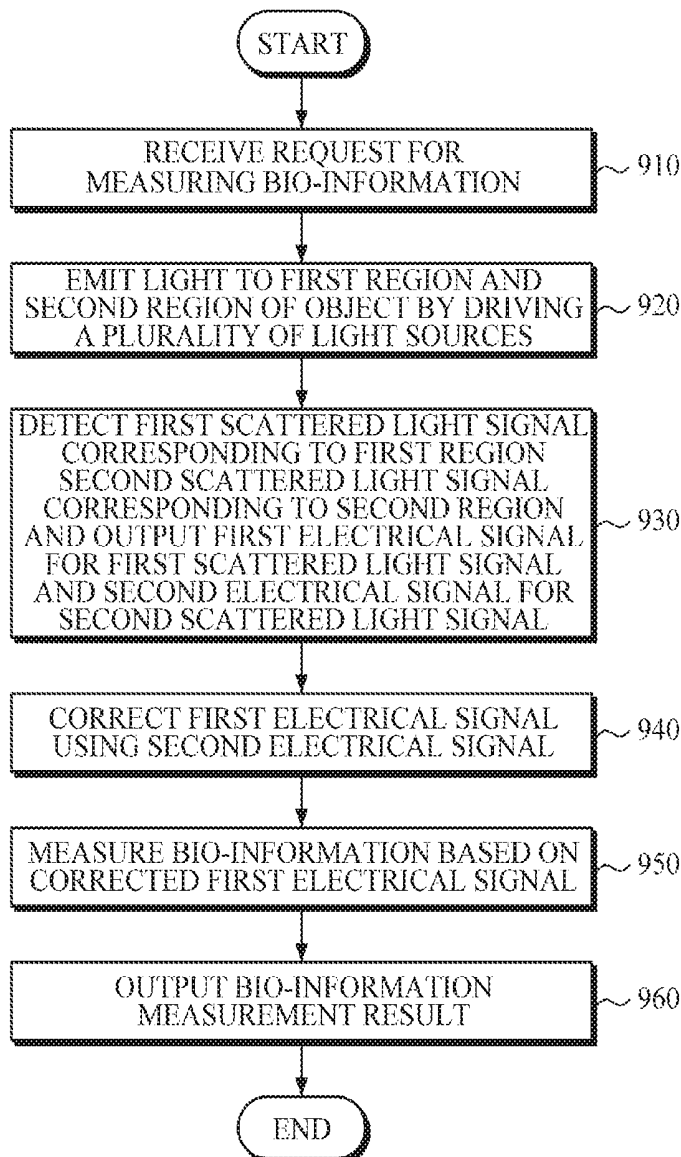 START
RECEIVE REQUEST FOR
MEASURING BIO-INFORMATION
910
EMIT LIGHT TO FIRST REGION AND
SECOND REGION OF OBJECT BY DRIVING
A PLURALITY OF LIGHT SOURCES
920
DETECT FIRST SCATTERED LIGHT SIGNAL
CORRESPONDING TO FIRST REGION
SECOND SCATTERED LIGHT SIGNAL
CORRESPONDING TO SECOND REGION
AND OUTPUT FIRST ELECTRICAL SIGNAL
FOR FIRST SCATTERED LIGHT SIGNAL
AND SECOND ELECTRICAL SIGNAL FOR
SECOND SCATTERED LIGHT SIGNAL
930
CORRECT FIRST ELECTRICAL SIGNAL
USING SECOND ELECTRICAL SIGNAL
940
MEASURE BIO-INFORMATION BASED ON
CORRECTED FIRST ELECTRICAL SIGNAL
950
OUTPUT BIO-INFORMATION
MEASUREMENT RESULT
960
END